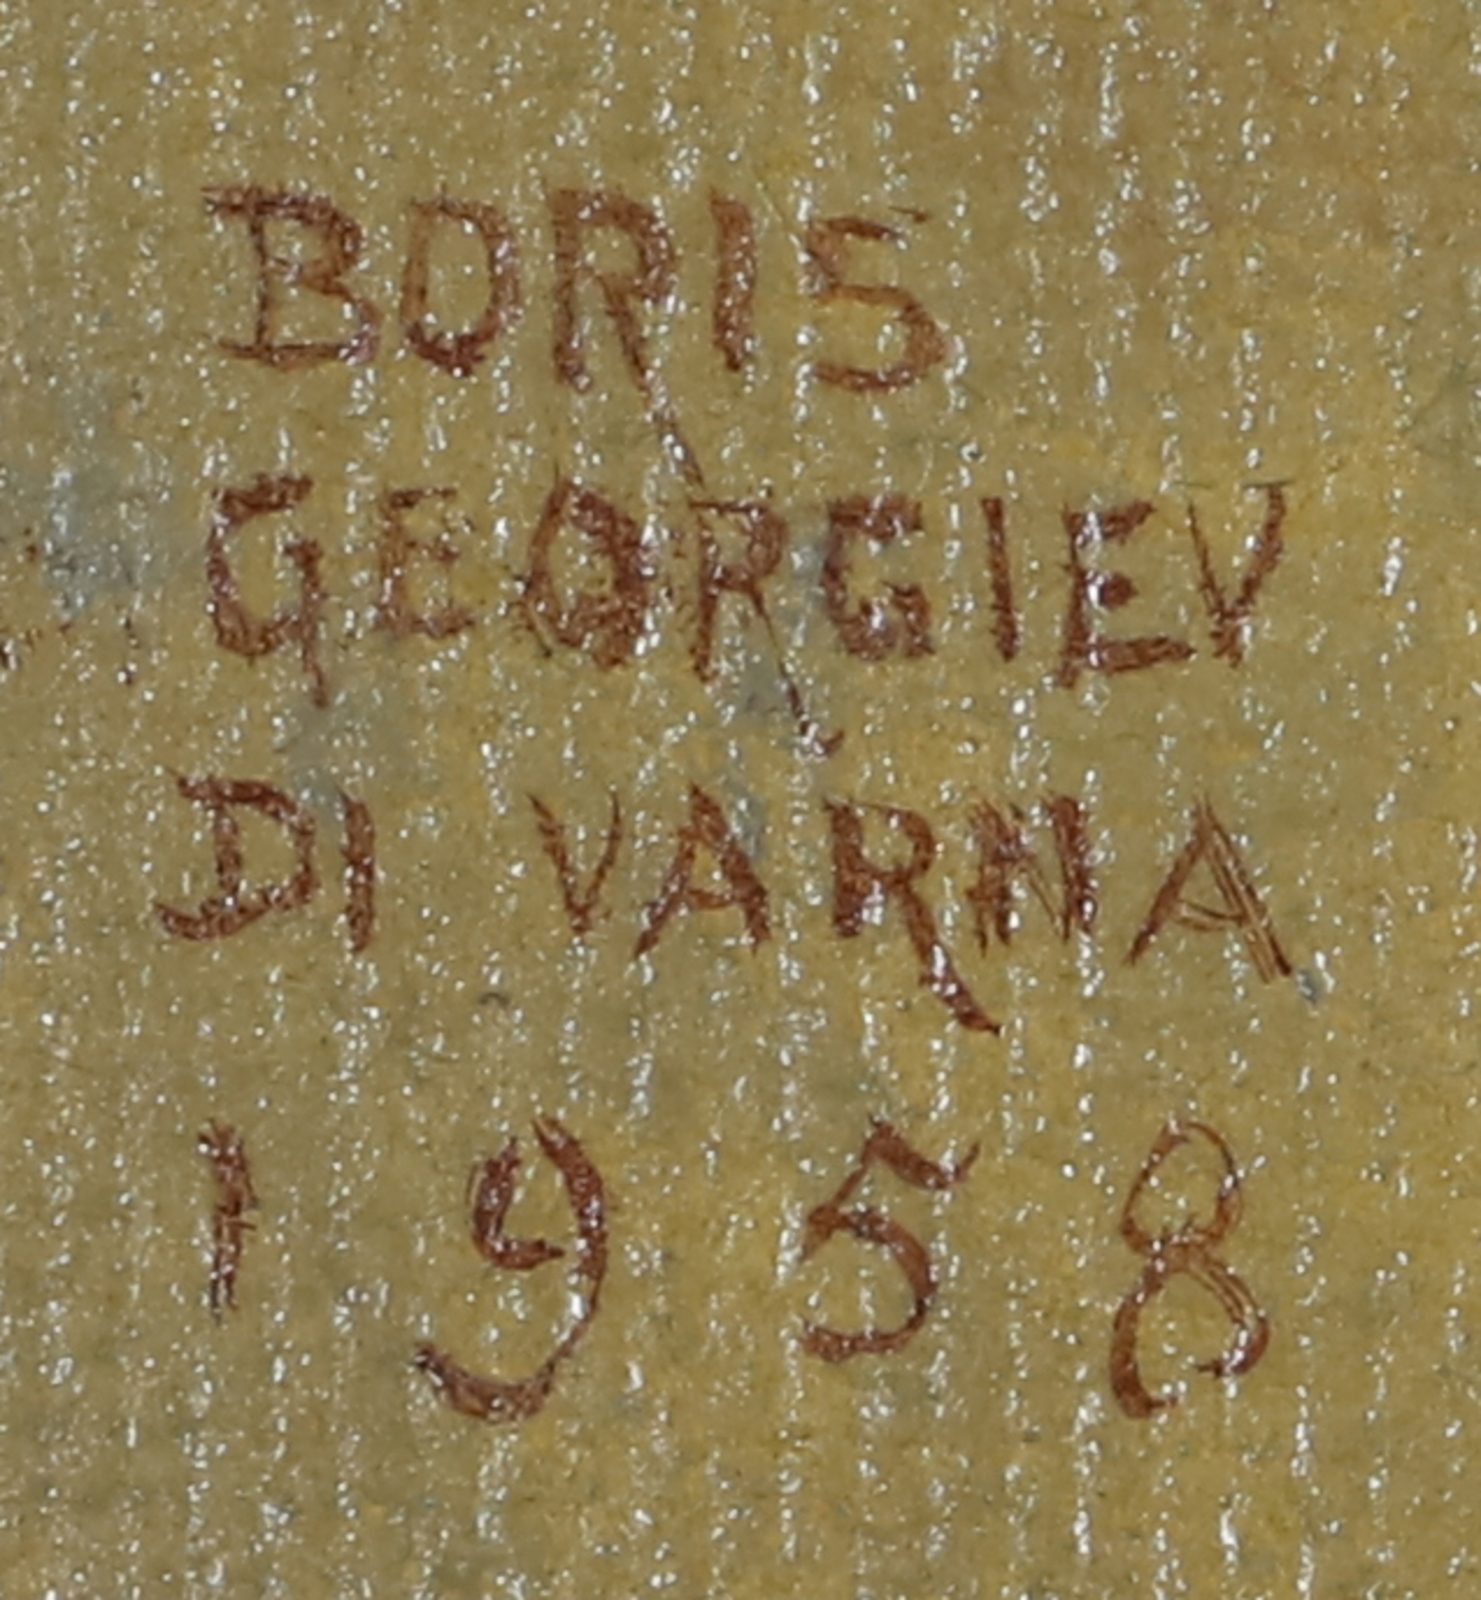 BORIS
GEORGIEV
DI VARNA
1958